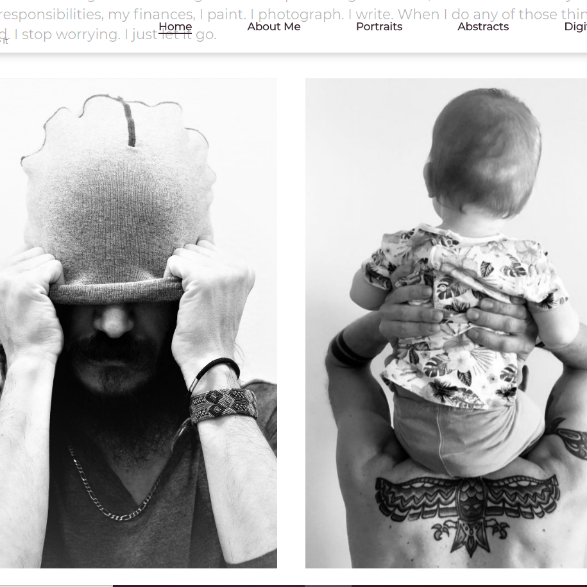 responsibilities, my finances, I paint. I photograph. I write. When I do any of those
I stop worrying. I just let it go.
Home
About Me
Portraits
Abstracts